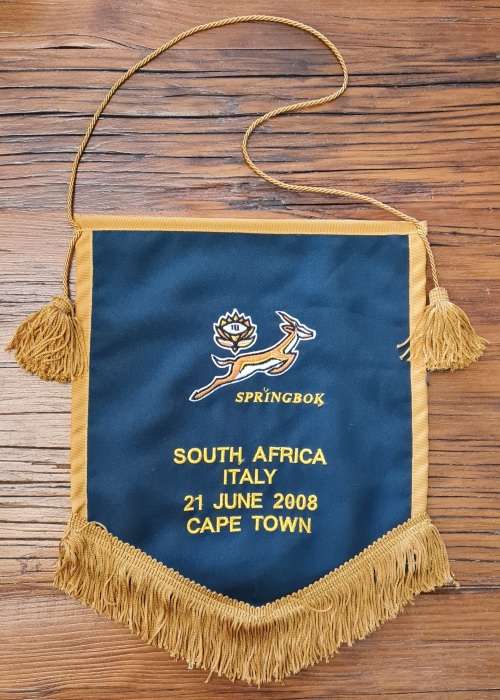 SPRINGBOK
SOUTH AFRICA
ITALY
21 JUNE 2008
CAPE TOWN